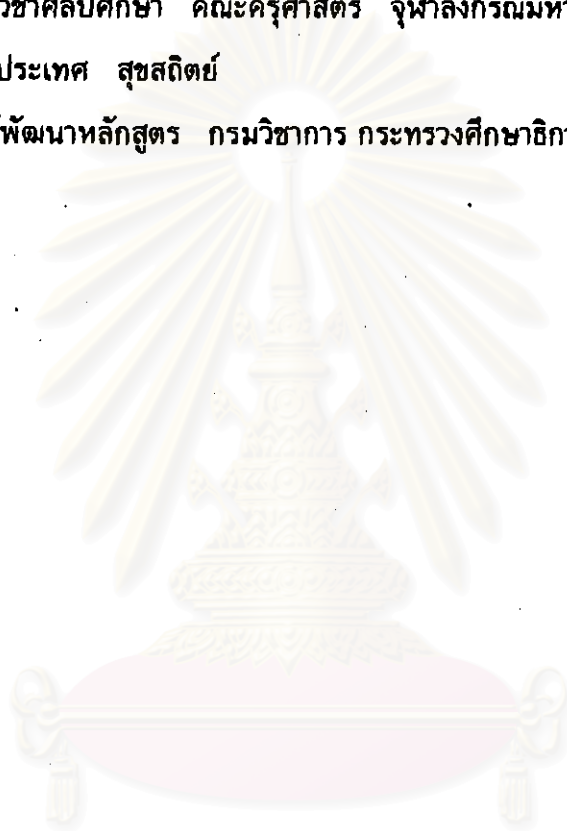 วิชาศิลปศึกษา คณะครุศาสตร์ จุฬาลงกรณ์มหา
ประเทศ สุขสถิตย์
พัฒนาหลักสูตร กรมวิชาการ กระทรวงศึกษาธิกา